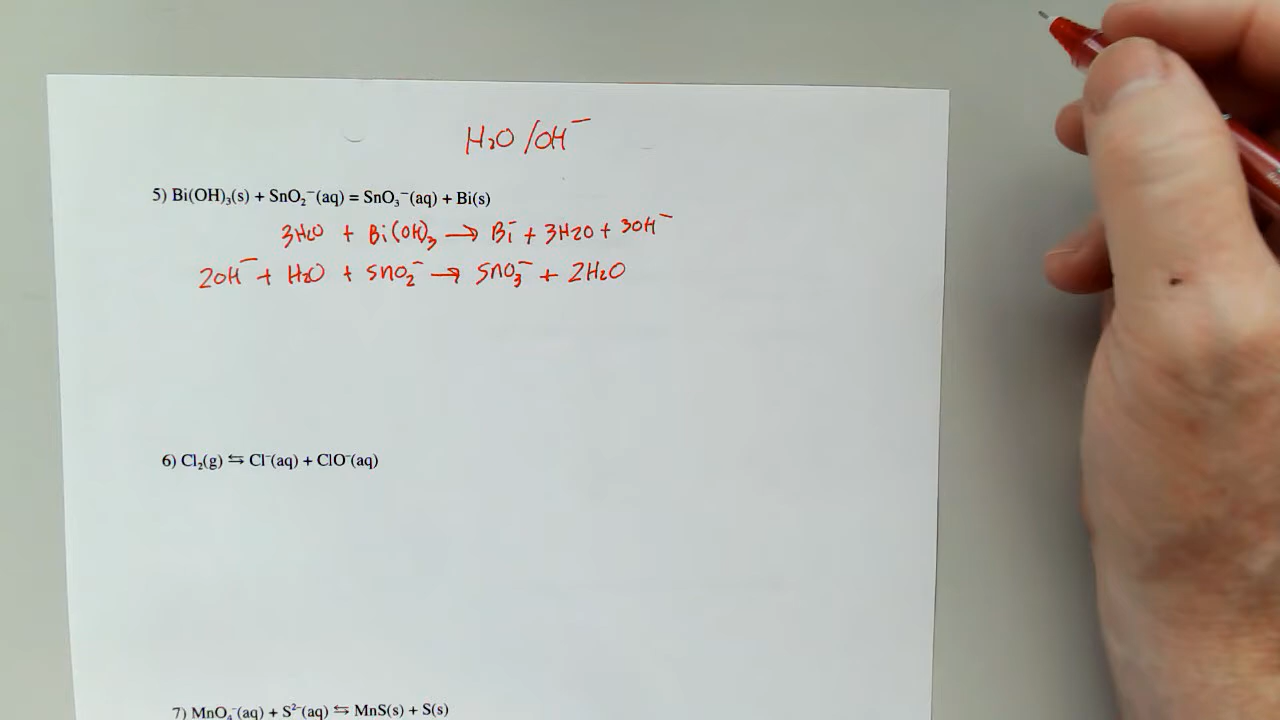 H₂O /OH⁻
5) Bi(OH)₃(s) + SnO₂⁻(aq) = SnO₃⁻(aq) + Bi(s)
3H₂O + Bi(OH)₃ → Bi⁻ + 3H₂O + 3OH⁻
2OH⁻ + H₂O + SnO₂⁻ → SnO₃⁻ + 2H₂O
6) Cl₂(g) ⇆ Cl⁻(aq) + ClO⁻(aq)
7) MnO₄⁻(aq) + S²⁻(aq) ⇆ MnS(s) + S(s)